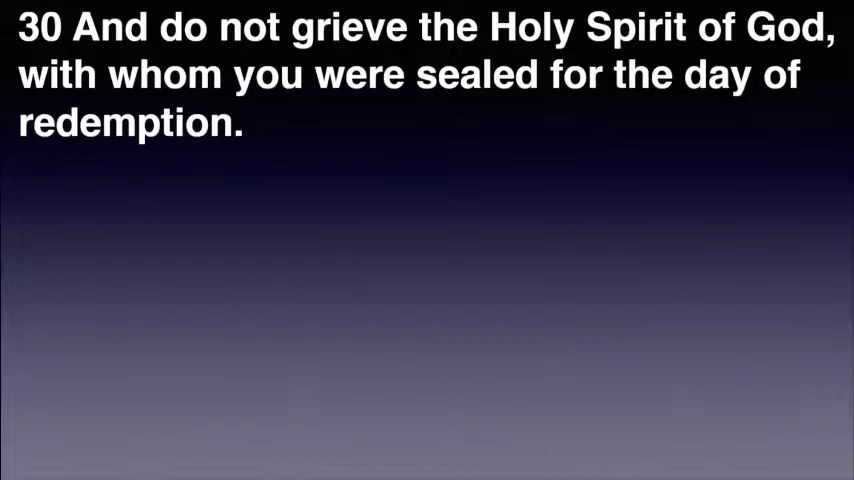 30 And do not grieve the Holy Spirit of God,
with whom you were sealed for the day of
redemption.